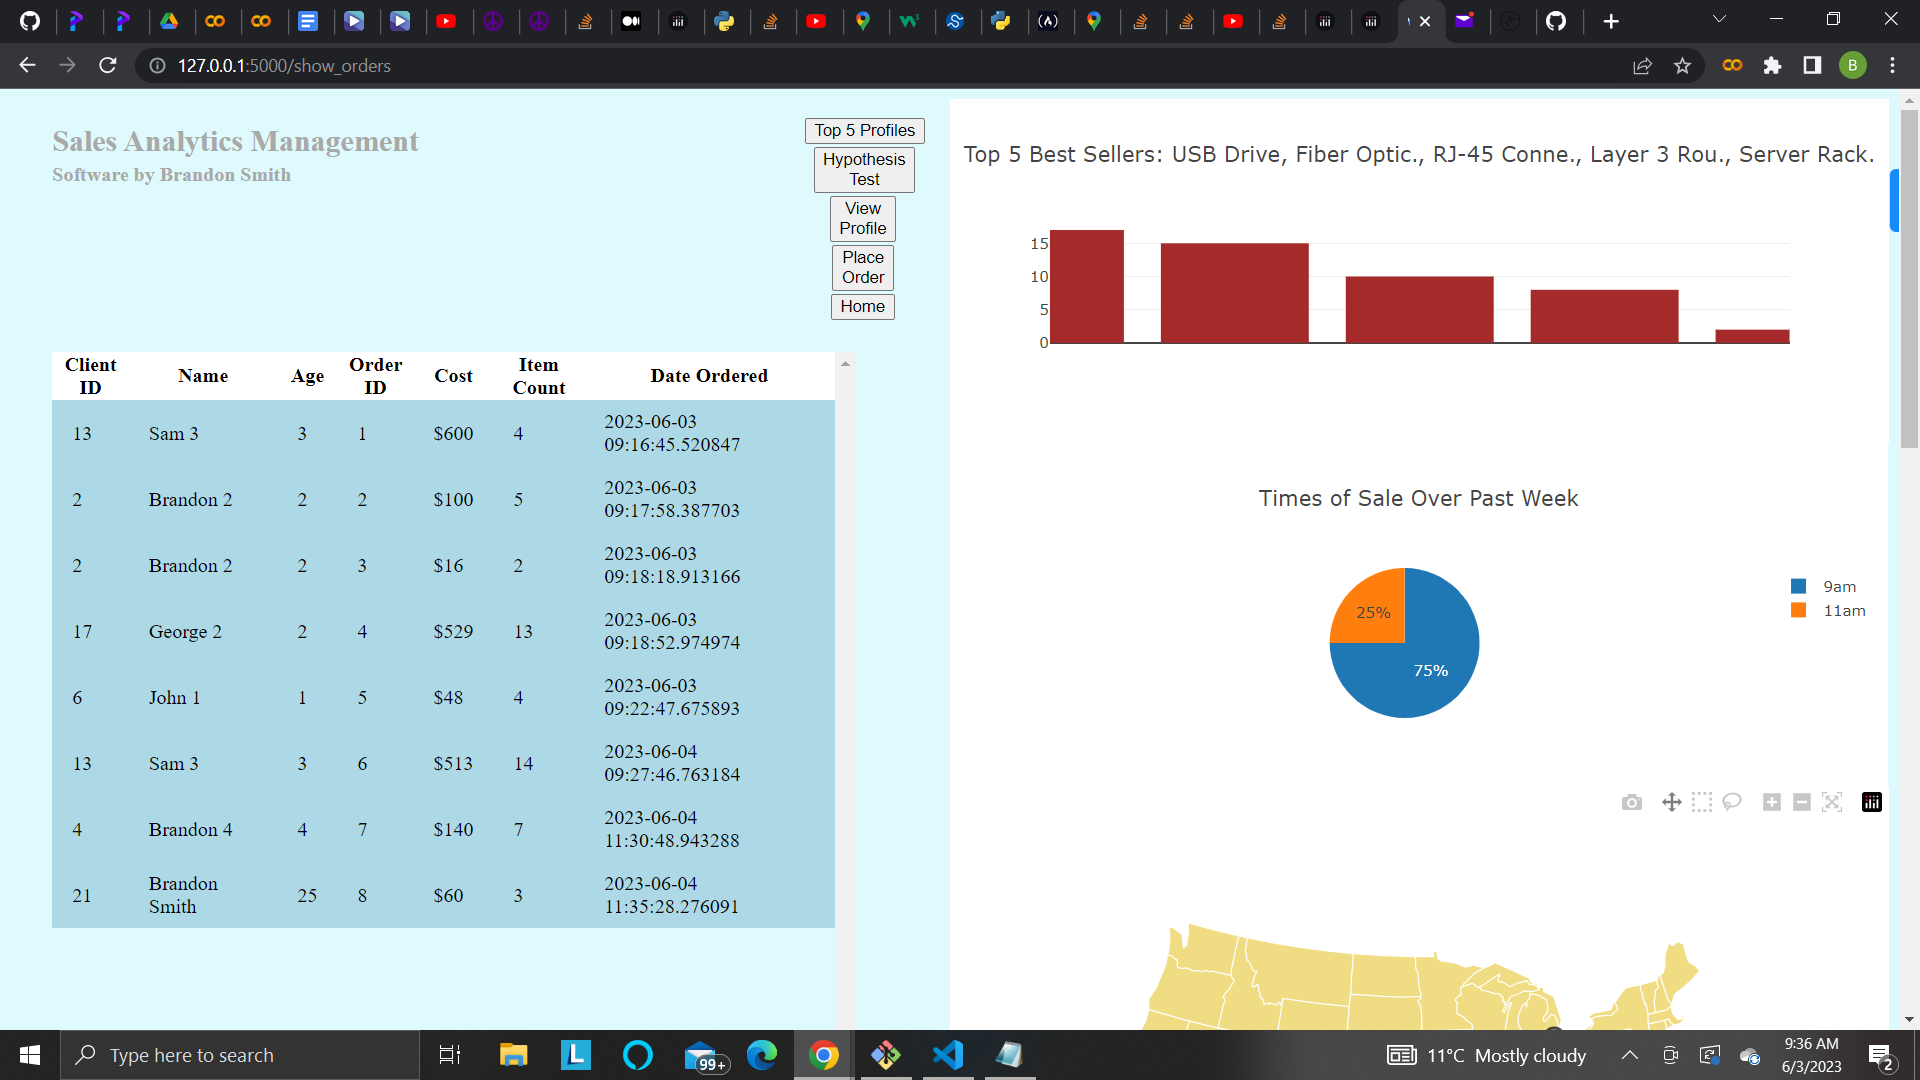 127.0.0.1:5000/show_orders
B
Sales Analytics Management
Software by Brandon Smith
Top 5 Profiles
Hypothesis
Test
View
Profile
Place
Order
Home
Client ID Name Age Order ID Cost Item Count Date Ordered
13 Sam 3 3 1 $600 4 2023-06-03 09:16:45.520847
2 Brandon 2 2 2 $100 5 2023-06-03 09:17:58.387703
2 Brandon 2 2 3 $16 2 2023-06-03 09:18:18.913166
17 George 2 2 4 $529 13 2023-06-03 09:18:52.974974
6 John 1 1 5 $48 4 2023-06-03 09:22:47.675893
13 Sam 3 3 6 $513 14 2023-06-04 09:27:46.763184
4 Brandon 4 4 7 $140 7 2023-06-04 11:30:48.943288
21 Brandon Smith 25 8 $60 3 2023-06-04 11:35:28.276091
Top 5 Best Sellers: USB Drive, Fiber Optic., RJ-45 Conne., Layer 3 Rou., Server Rack.
15
10
5
0
Times of Sale Over Past Week
25%
75%
9am
11am
Type here to search
L
99+
11°C Mostly cloudy
9:36 AM
6/3/2023
2